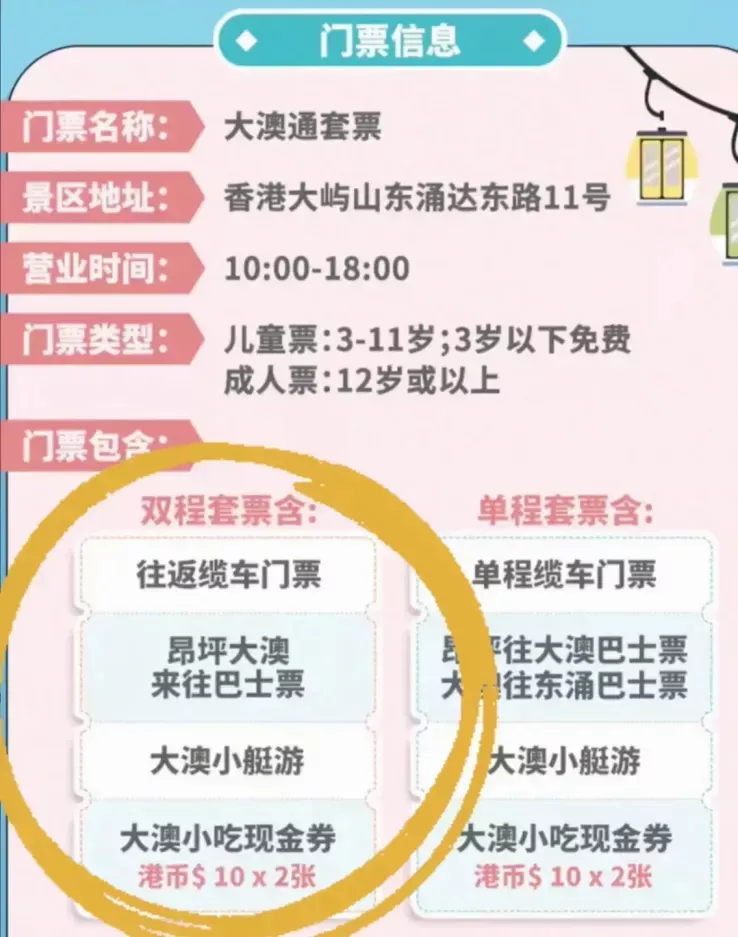 门票信息
门票名称：
大澳通套票
景区地址：
香港大屿山东涌达东路11号
营业时间：
10:00-18:00
门票类型：
儿童票：3-11岁；3岁以下免费
成人票：12岁或以上
门票包含：
双程套票含：
往返缆车门票
昂坪大澳
来往巴士票
大澳小艇游
大澳小吃现金券
港币$ 10 x 2张
单程套票含：
单程缆车门票
昂坪往大澳巴士票
大澳往东涌巴士票
大澳小艇游
大澳小吃现金券
港币$ 10 x 2张